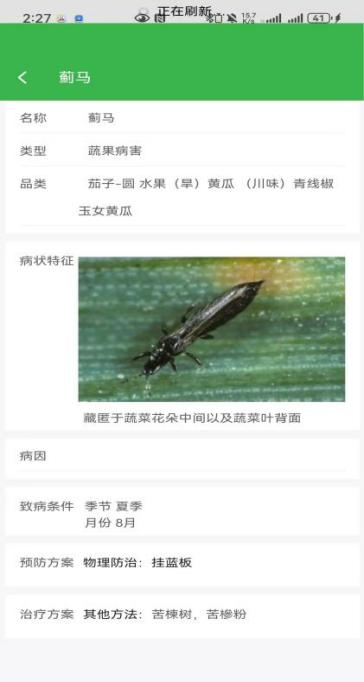 正在刷新...
2:27 15.7 K/s 41
蓟马
名称 蓟马
类型 蔬果病害
品类 茄子-圆 水果（旱）黄瓜 （川味）青线椒
玉女黄瓜
病状特征
藏匿于蔬菜花朵中间以及蔬菜叶背面
病因
致病条件 季节 夏季
月份 8月
预防方案 物理防治：挂蓝板
治疗方案 其他方法：苦楝树，苦槮粉